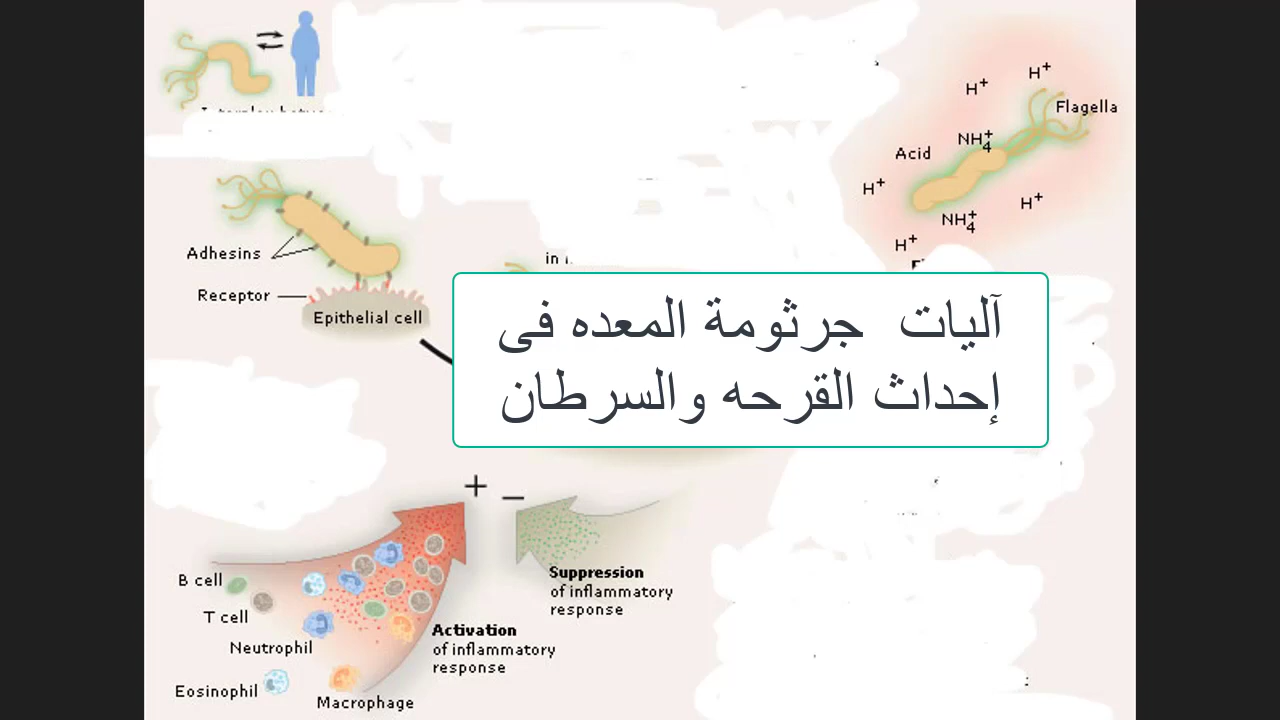 H+
H+
Flagella
NH4+
Acid
H+
H+
NH4+
H+
Adhesins
in
Receptor
Epithelial cell
آليات جرثومة المعده فى
إحداث القرحه والسرطان
+ –
B cell
T cell
Neutrophil
Eosinophil
Macrophage
Activation
of inflammatory
response
Suppression
of inflammatory
response